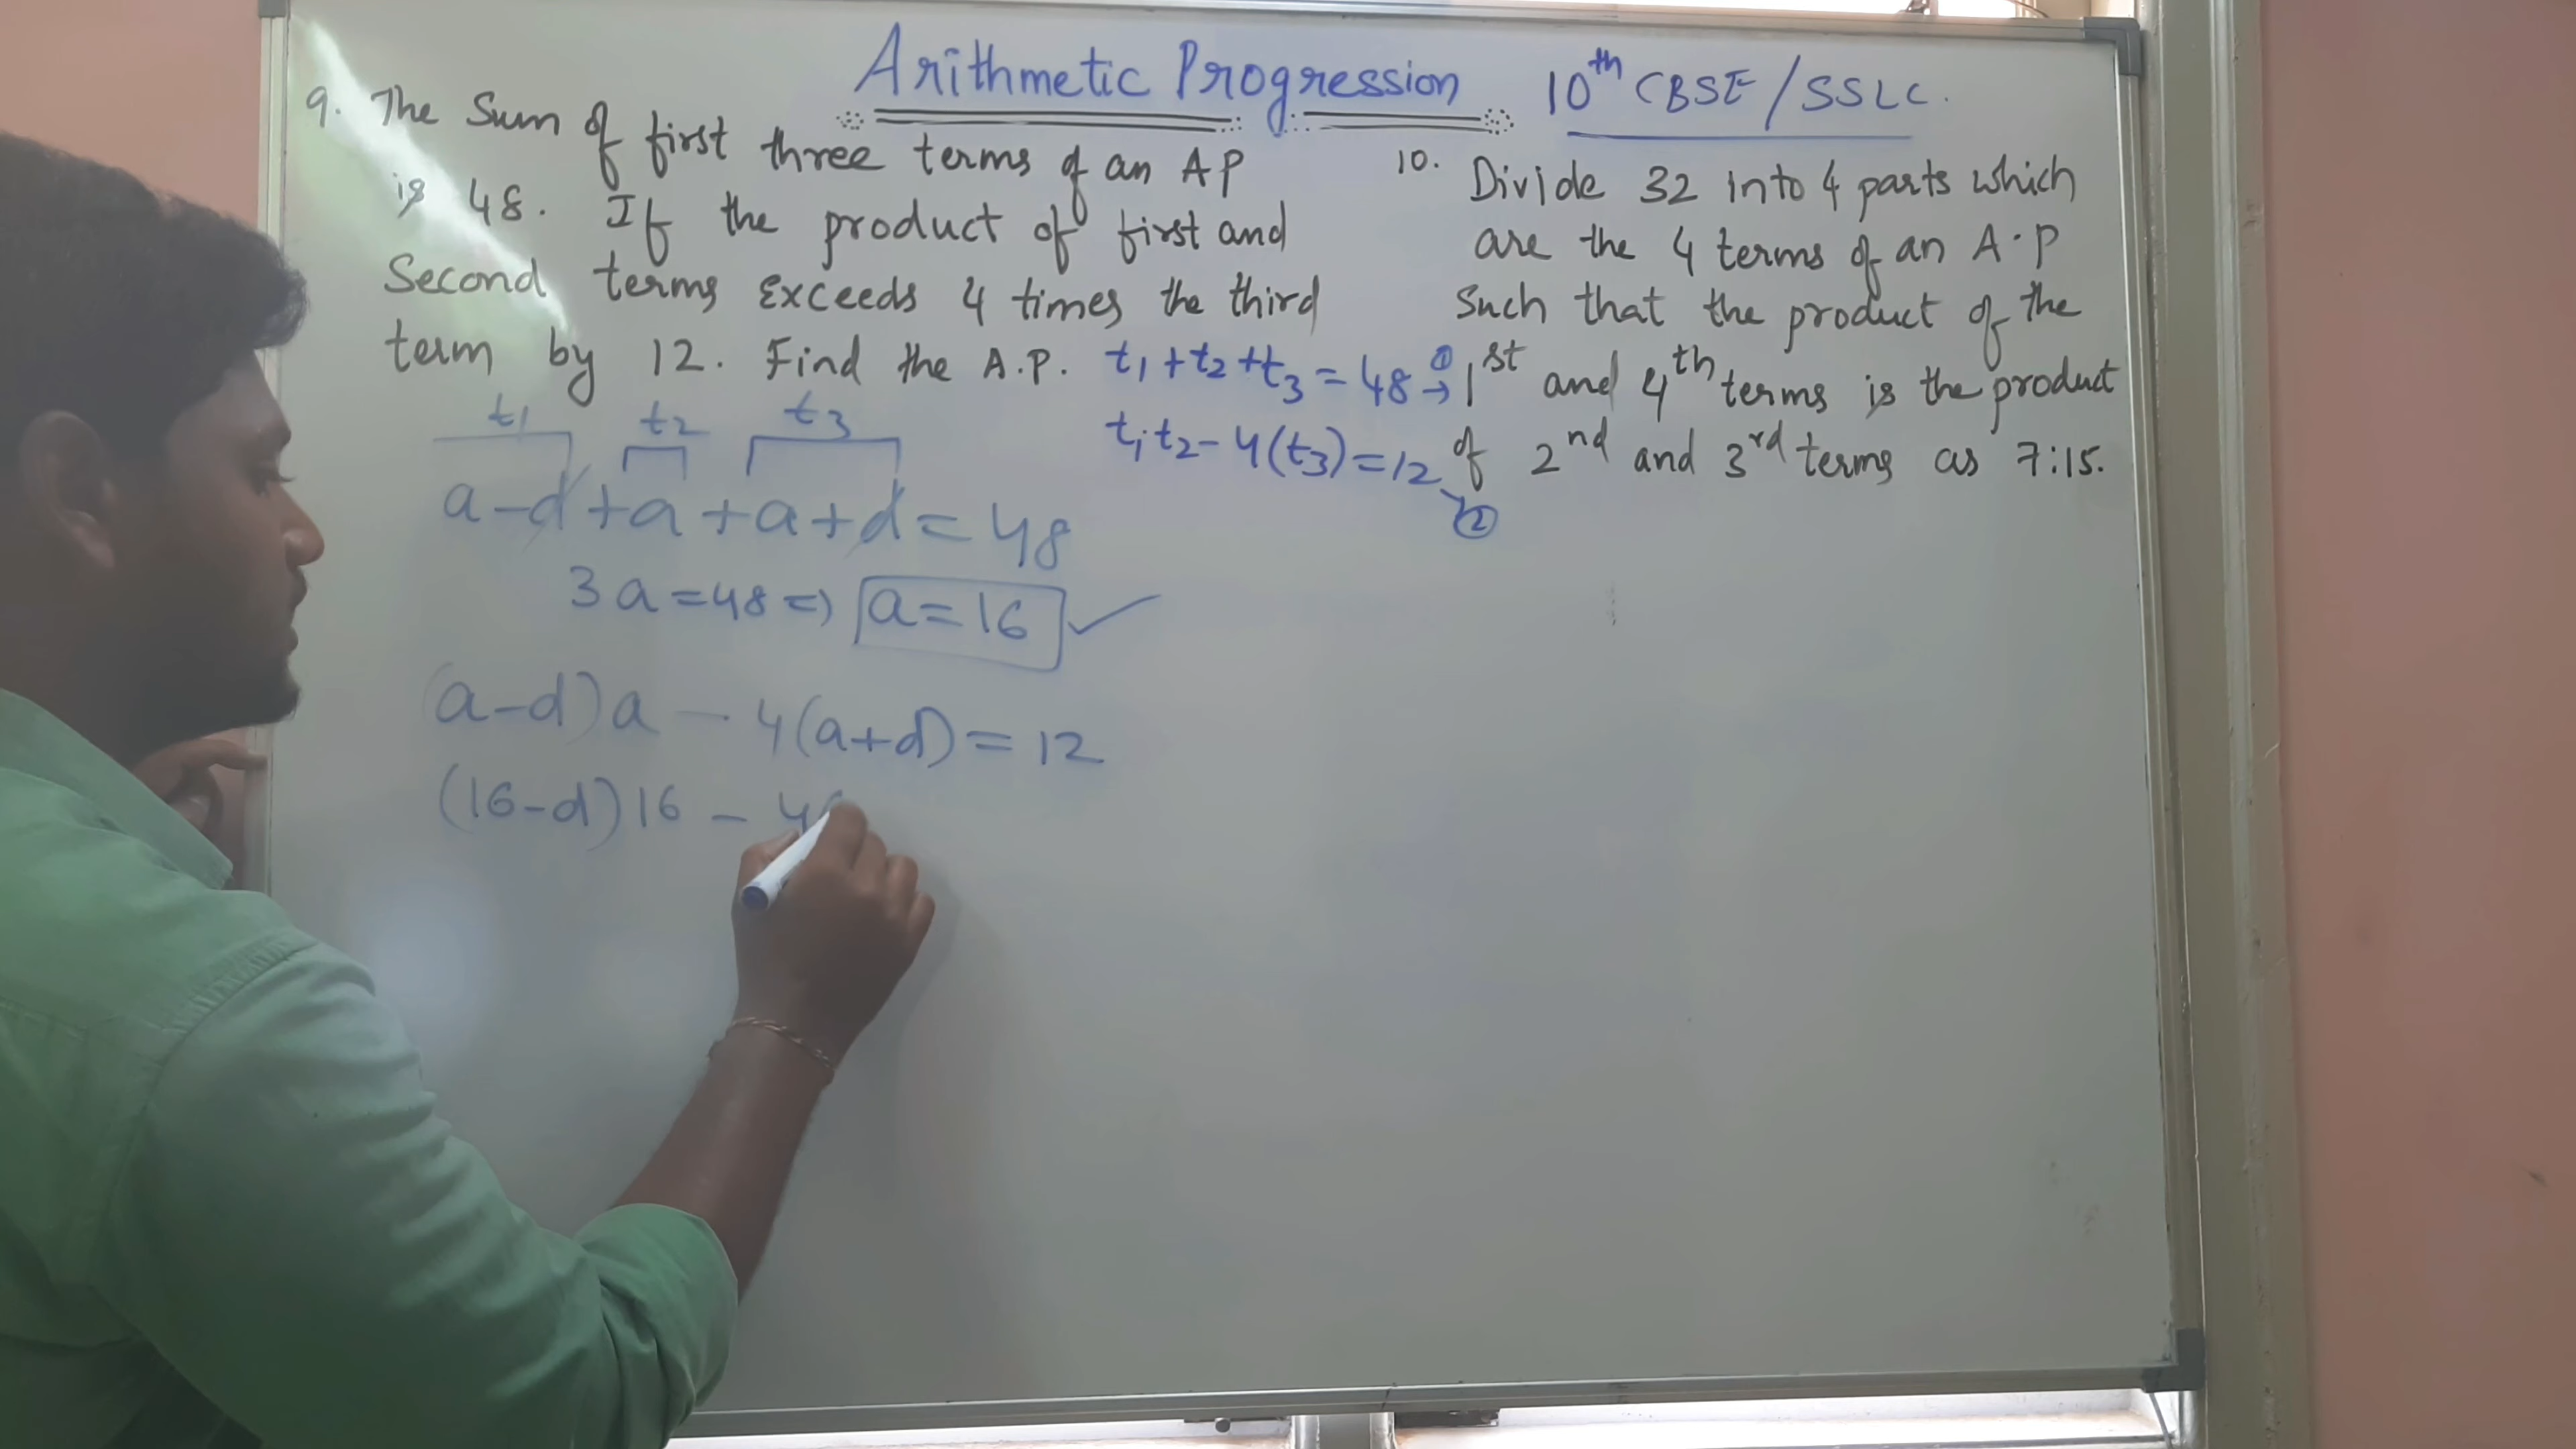 Arithmetic Progression
10th CBSE/SSLC.
9. The Sum of first three terms of an AP
is 48. If the product of first and
Second terms exceeds 4 times the third
term by 12. Find the A.P.
t1 + t2 + t3 = 48 → ①
t1 t2 - 4(t3) = 12 → ②
t1 t2 t3
a-d + a + a+d = 48
3a = 48 ⇒ a = 16 ✓
(a-d)a - 4(a+d) = 12
(16-d)16 - 4(
10. Divide 32 into 4 parts which
are the 4 terms of an A.P
Such that the product of the
1st and 4th terms is the product
of 2nd and 3rd terms as 7:15.